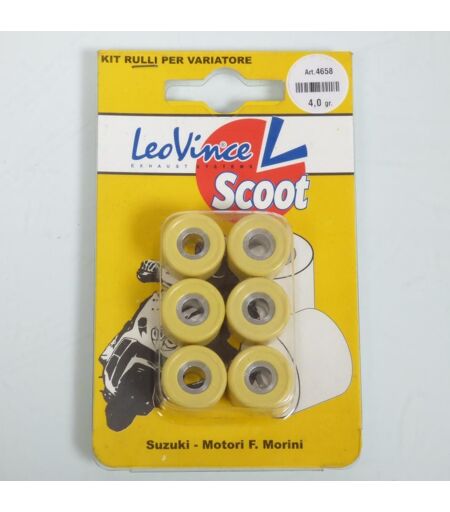 KIT RULLI PER VARIATORE
Art.4658
4,0 gr.
LeoVince L
EXHAUST SYSTEMS
Scoot
Suzuki - Motori F. Morini